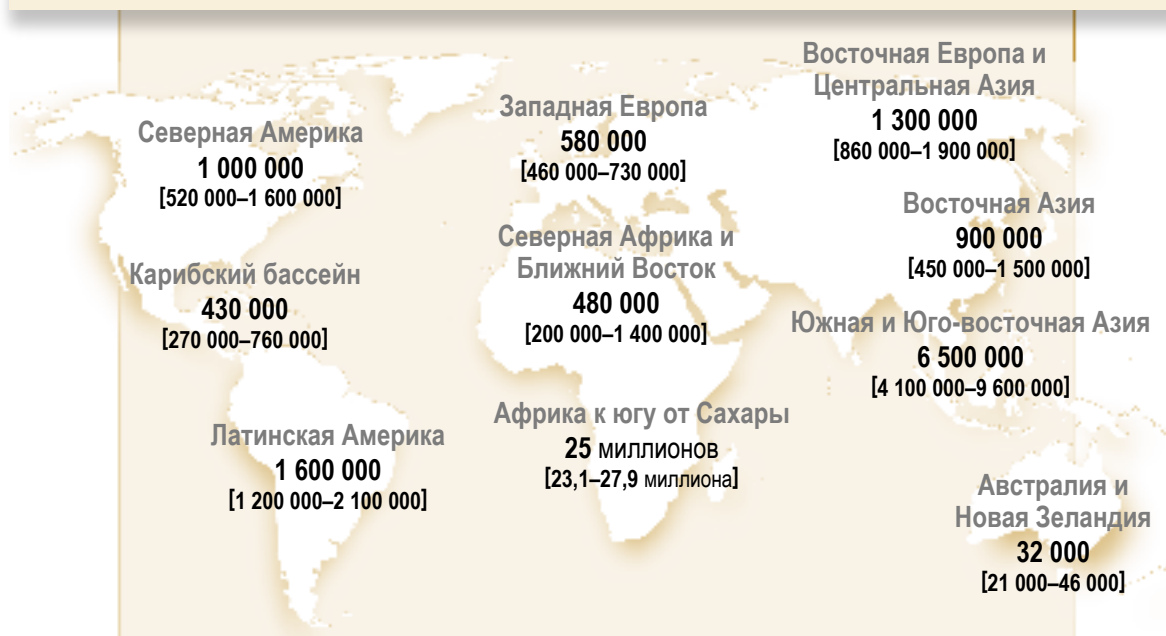 Северная Америка
1 000 000
[520 000–1 600 000]
Карибский бассейн
430 000
[270 000–760 000]
Латинская Америка
1 600 000
[1 200 000–2 100 000]
Западная Европа
580 000
[460 000–730 000]
Северная Африка и
Ближний Восток
480 000
[200 000–1 400 000]
Африка к югу от Сахары
25 миллионов
[23,1–27,9 миллиона]
Восточная Европа и
Центральная Азия
1 300 000
[860 000–1 900 000]
Восточная Азия
900 000
[450 000–1 500 000]
Южная и Юго-восточная Азия
6 500 000
[4 100 000–9 600 000]
Австралия и
Новая Зеландия
32 000
[21 000–46 000]